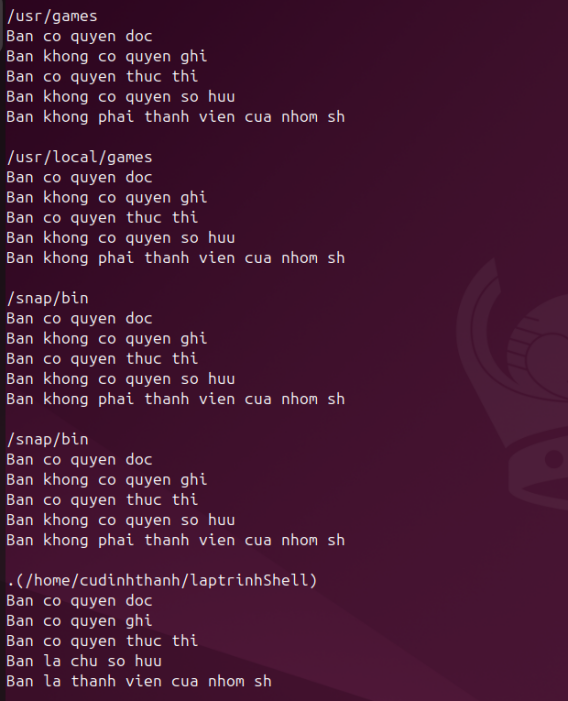 /usr/games
Ban co quyen doc
Ban khong co quyen ghi
Ban co quyen thuc thi
Ban khong co quyen so huu
Ban khong phai thanh vien cua nhom sh
/usr/local/games
Ban co quyen doc
Ban khong co quyen ghi
Ban co quyen thuc thi
Ban khong co quyen so huu
Ban khong phai thanh vien cua nhom sh
/snap/bin
Ban co quyen doc
Ban khong co quyen ghi
Ban co quyen thuc thi
Ban khong co quyen so huu
Ban khong phai thanh vien cua nhom sh
/snap/bin
Ban co quyen doc
Ban khong co quyen ghi
Ban co quyen thuc thi
Ban khong co quyen so huu
Ban khong phai thanh vien cua nhom sh
.(/home/cudinhthanh/laptrinhShell)
Ban co quyen doc
Ban co quyen ghi
Ban co quyen thuc thi
Ban la chu so huu
Ban la thanh vien cua nhom sh